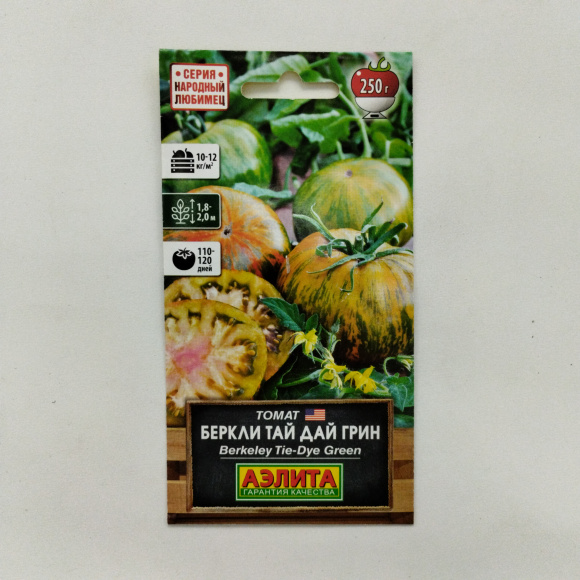 СЕРИЯ
НАРОДНЫЙ
ЛЮБИМЕЦ
250 г
10-12
кг/м²
1,8-
2,0 м
110-
120
дней
ТОМАТ
БЕРКЛИ ТАЙ ДАЙ ГРИН
Berkeley Tie-Dye Green
АЭЛИТА
ГАРАНТИЯ КАЧЕСТВА